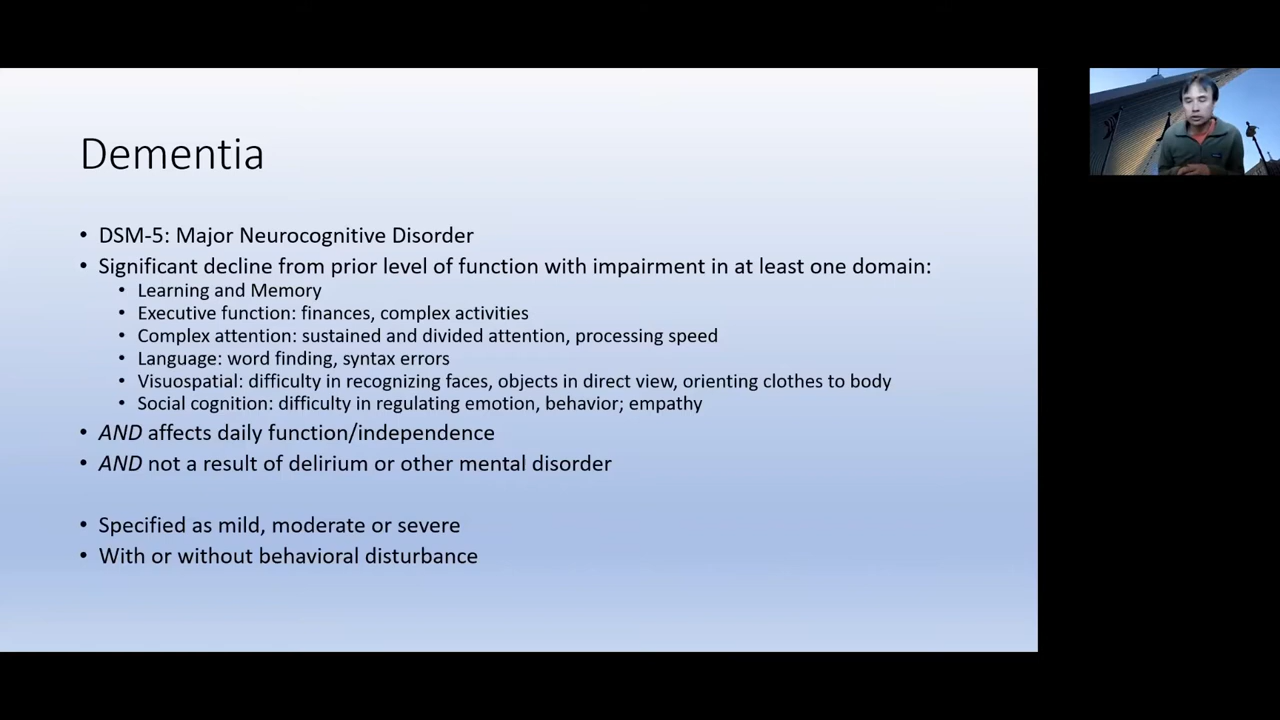 Dementia
• DSM-5: Major Neurocognitive Disorder
• Significant decline from prior level of function with impairment in at least one domain:
• Learning and Memory
• Executive function: finances, complex activities
• Complex attention: sustained and divided attention, processing speed
• Language: word finding, syntax errors
• Visuospatial: difficulty in recognizing faces, objects in direct view, orienting clothes to body
• Social cognition: difficulty in regulating emotion, behavior; empathy
• AND affects daily function/independence
• AND not a result of delirium or other mental disorder
• Specified as mild, moderate or severe
• With or without behavioral disturbance